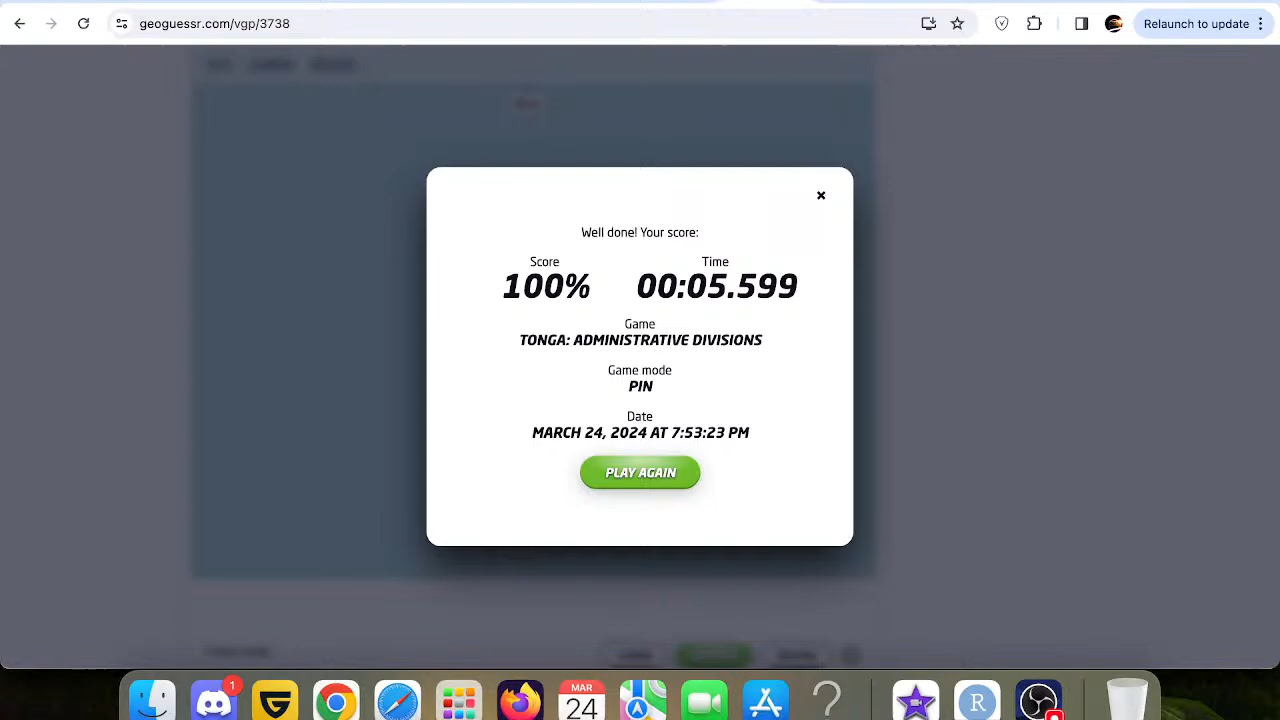 geoguessr.com/vgp/3738
Relaunch to update
Well done! Your score:
Score
100%
Time
00:05.599
Game
TONGA: ADMINISTRATIVE DIVISIONS
Game mode
PIN
Date
MARCH 24, 2024 AT 7:53:23 PM
PLAY AGAIN
1
MAR
24
R